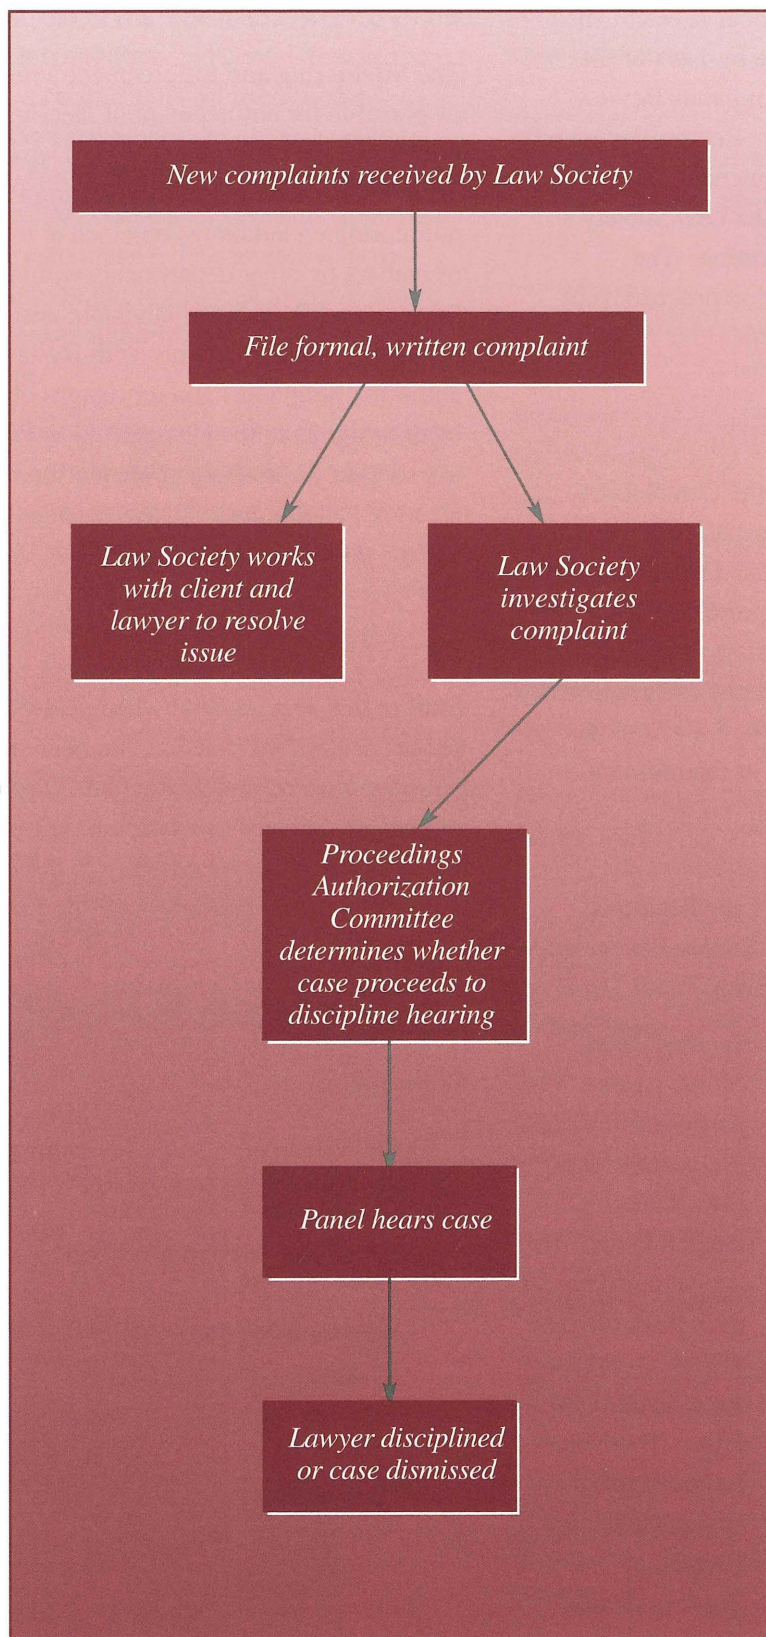 New complaints received by Law Society
File formal, written complaint
Law Society works
with client and
lawyer to resolve
issue
Law Society
investigates
complaint
Proceedings
Authorization
Committee
determines whether
case proceeds to
discipline hearing
Panel hears case
Lawyer disciplined
or case dismissed